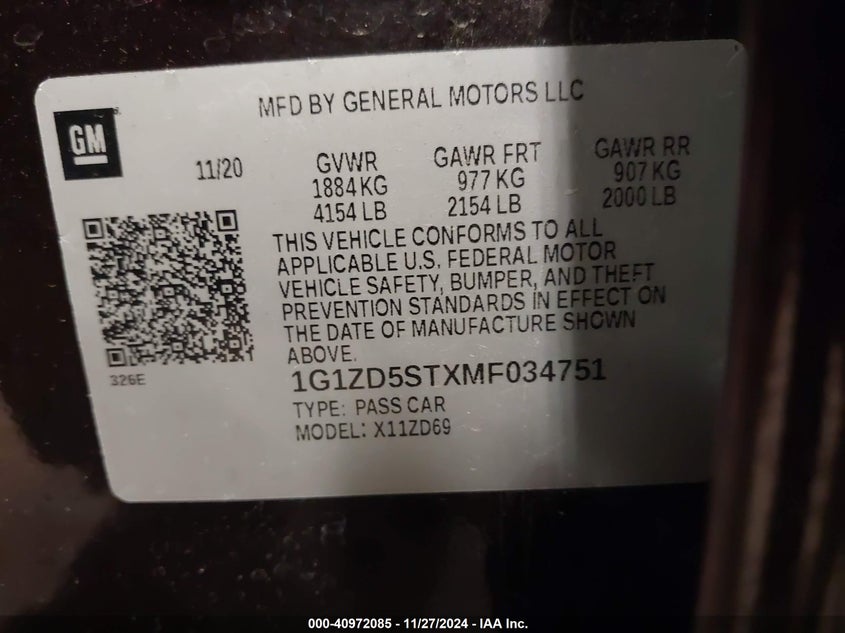 MFD BY GENERAL MOTORS LLC
GM
11/20
GVWR GAWR FRT GAWR RR
1884 KG 977 KG 907 KG
4154 LB 2154 LB 2000 LB
THIS VEHICLE CONFORMS TO ALL
APPLICABLE U.S. FEDERAL MOTOR
VEHICLE SAFETY, BUMPER, AND THEFT
PREVENTION STANDARDS IN EFFECT ON
THE DATE OF MANUFACTURE SHOWN
ABOVE.
326E
1G1ZD5STXMF034751
TYPE: PASS CAR
MODEL: X11ZD69
000-40972085 - 11/27/2024 - IAA Inc.